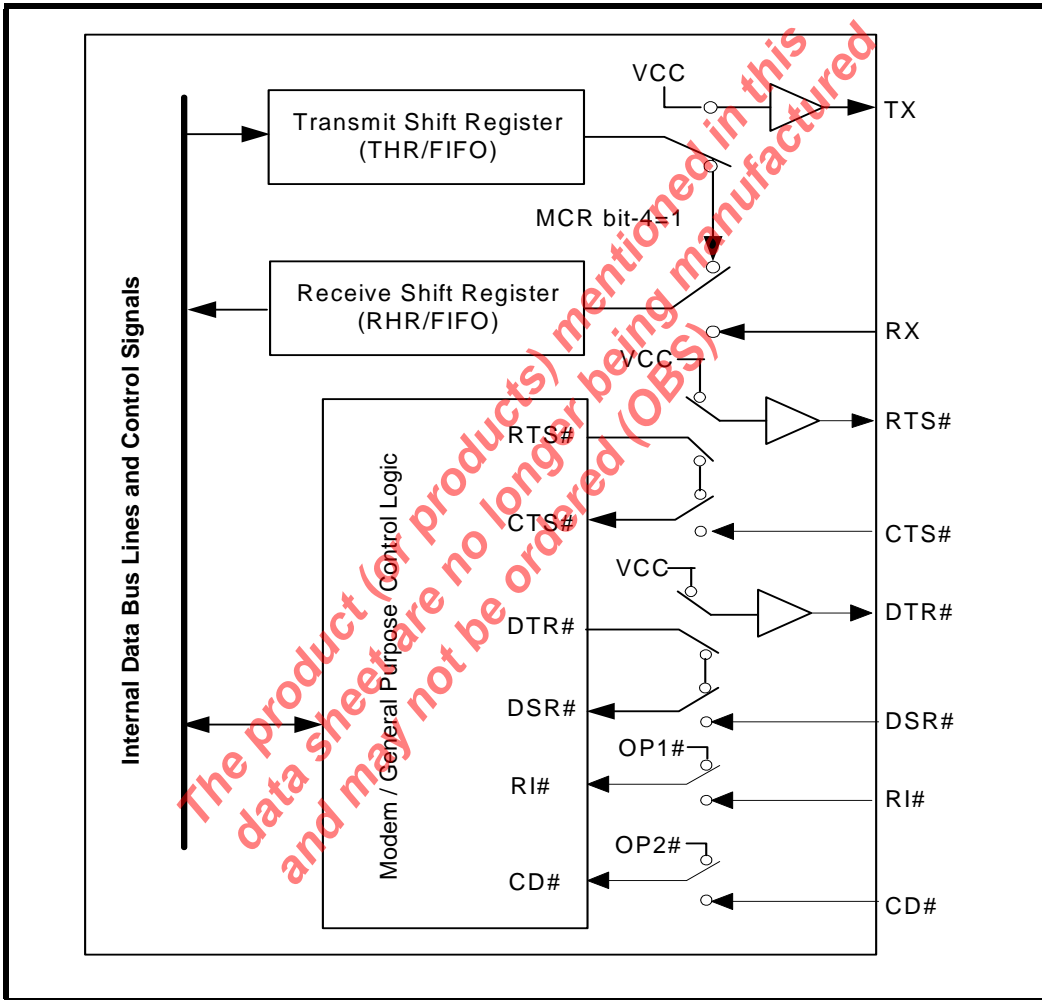 VCC
TX
Transmit Shift Register
(THR/FIFO)
MCR bit-4=1
Receive Shift Register
(RHR/FIFO)
RX
VCC
RTS#
RTS#
CTS#
CTS#
VCC
DTR#
DTR#
DSR#
DSR#
OP1#
RI#
RI#
OP2#
CD#
CD#
Internal Data Bus Lines and Control Signals
Modem / General Purpose Control Logic
The product (or products) mentioned in this
data sheet are no longer being manufactured
and may not be ordered (OBS)